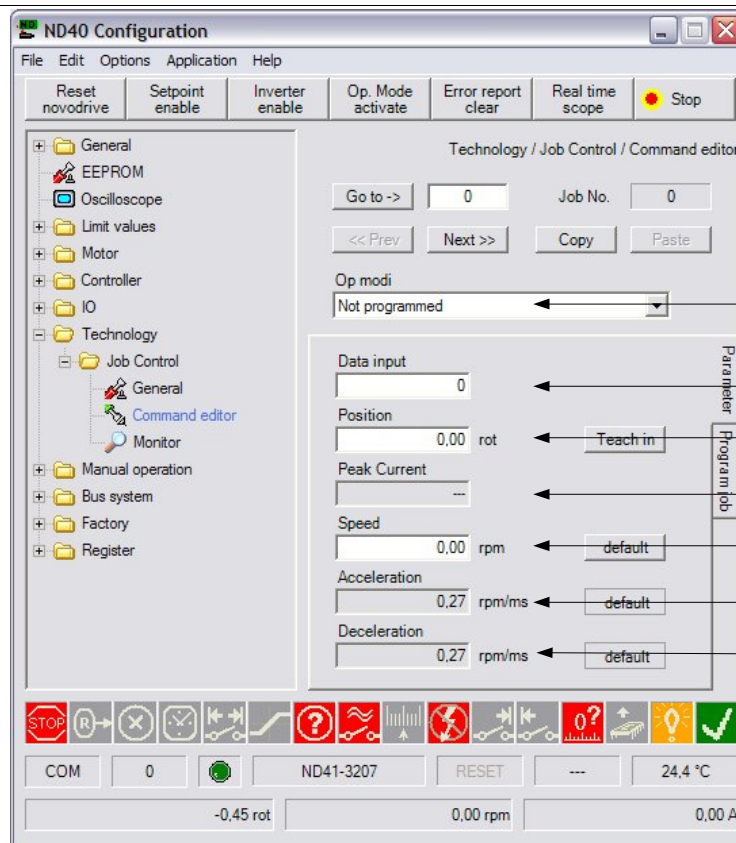 ND40 Configuration
File Edit Options Application Help
Reset novodrive
Setpoint enable
Inverter enable
Op. Mode activate
Error report clear
Real time scope
Stop
General
EEPROM
Oscilloscope
Limit values
Motor
Controller
IO
Technology
Job Control
General
Command editor
Monitor
Manual operation
Bus system
Factory
Register
Technology / Job Control / Command editor
Go to -> 0 Job No. 0
<< Prev Next >> Copy Paste
Op modi
Not programmed
Data input
0
Position
0,00 rot Teach in
Peak Current
---
Speed
0,00 rpm default
Acceleration
0,27 rpm/ms default
Deceleration
0,27 rpm/ms default
Parameter
Program job
STOP R ? 0?
COM 0 ND41-3207 RESET --- 24,4 °C
-0,45 rot 0,00 rpm 0,00 A